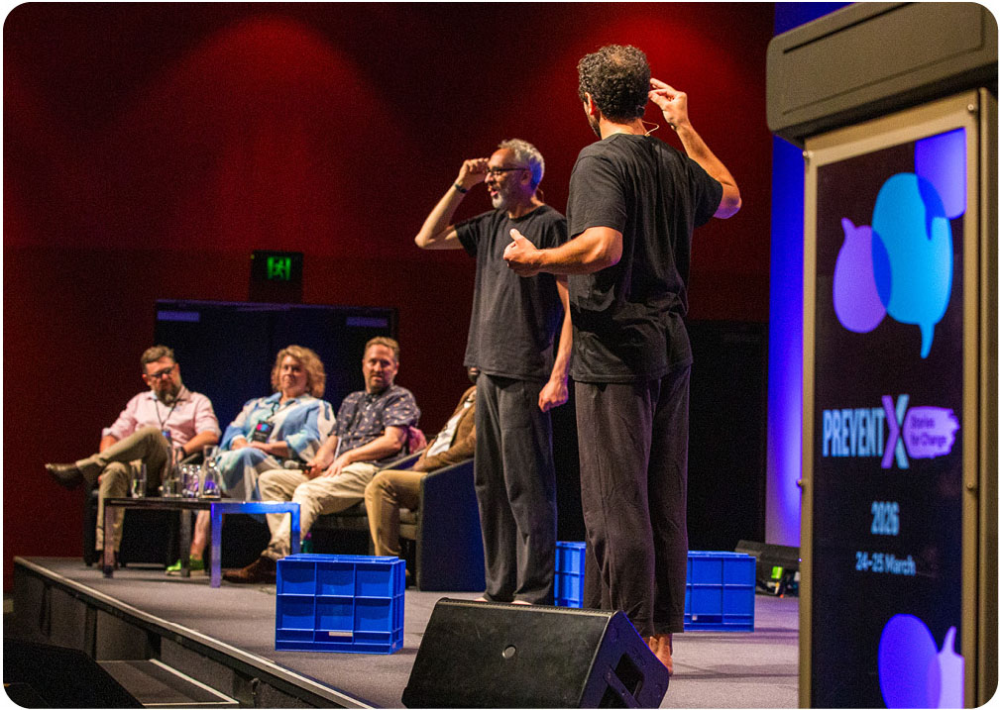 PREVENT X
Stories
for Change
2026
24-25 March